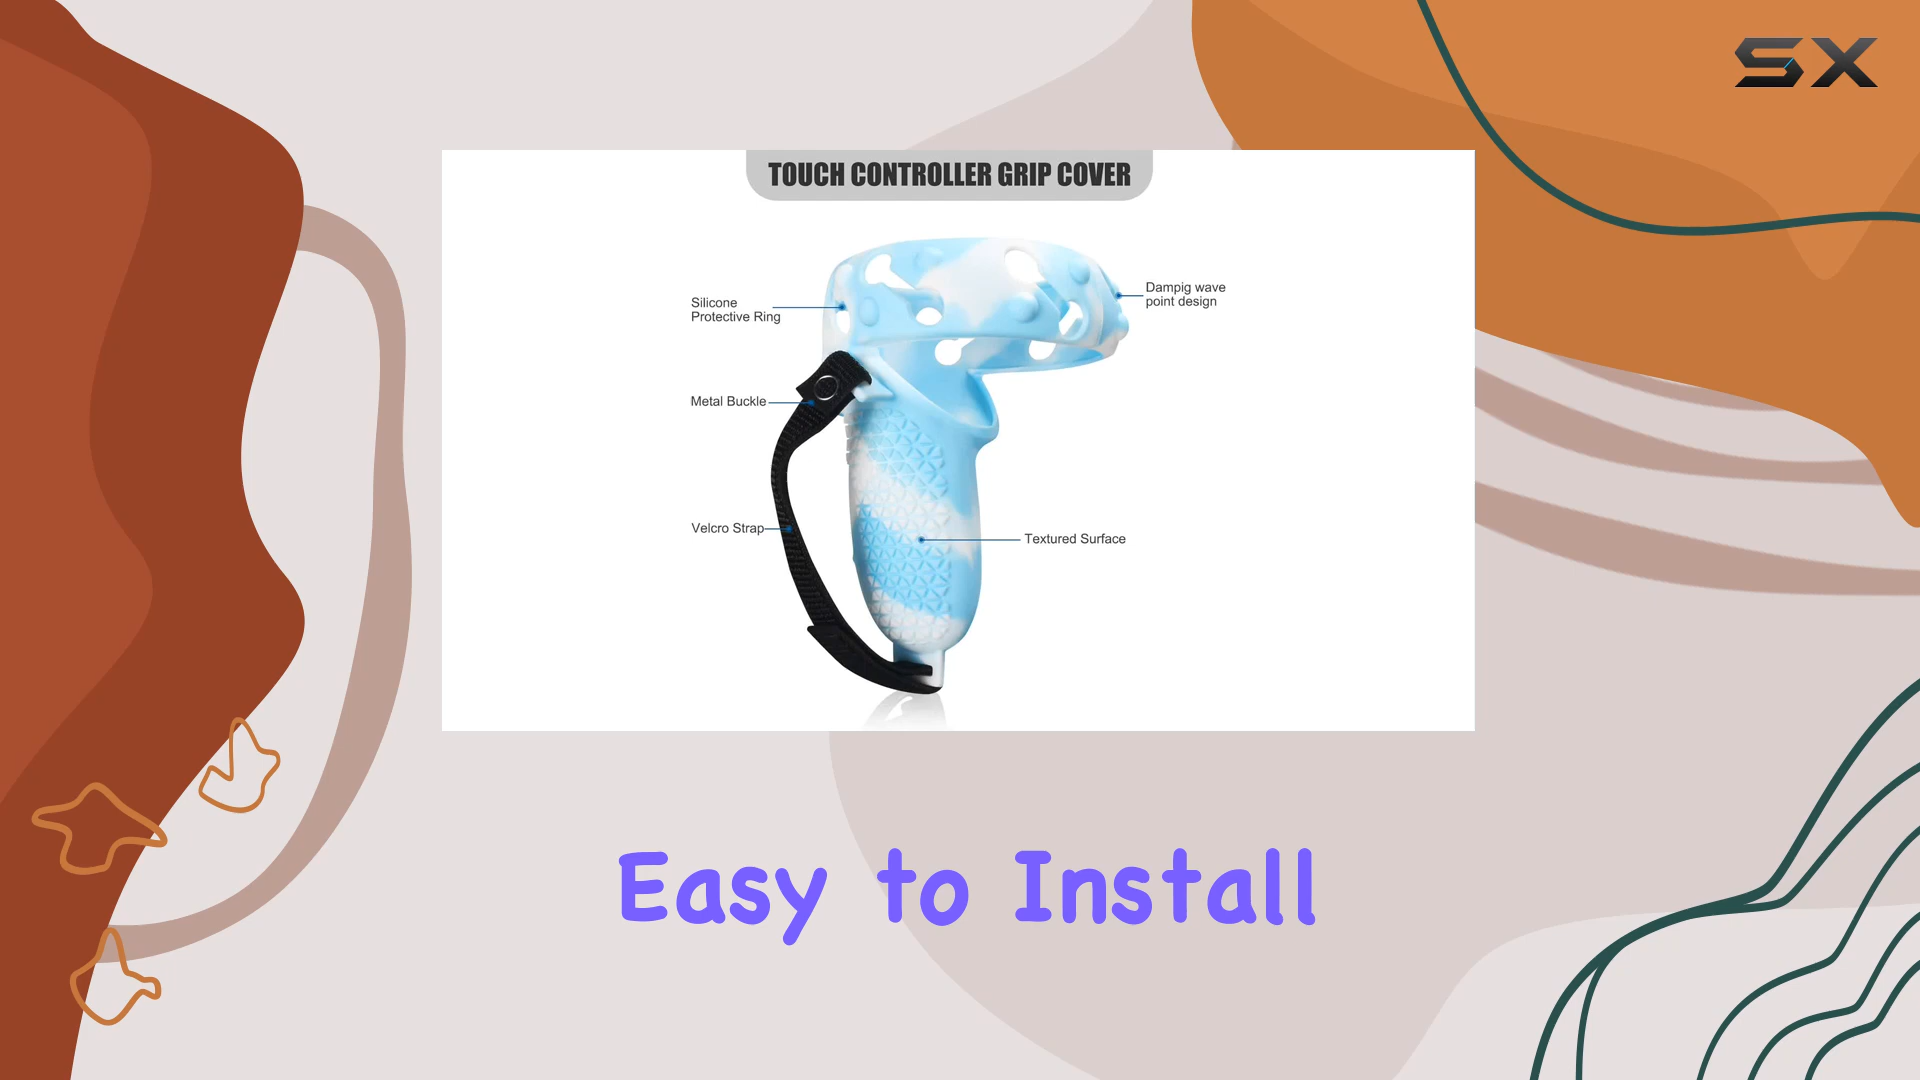 SX
TOUCH CONTROLLER GRIP COVER
Silicone
Protective Ring
Dampig wave
point design
Metal Buckle
Velcro Strap
Textured Surface
Easy to Install